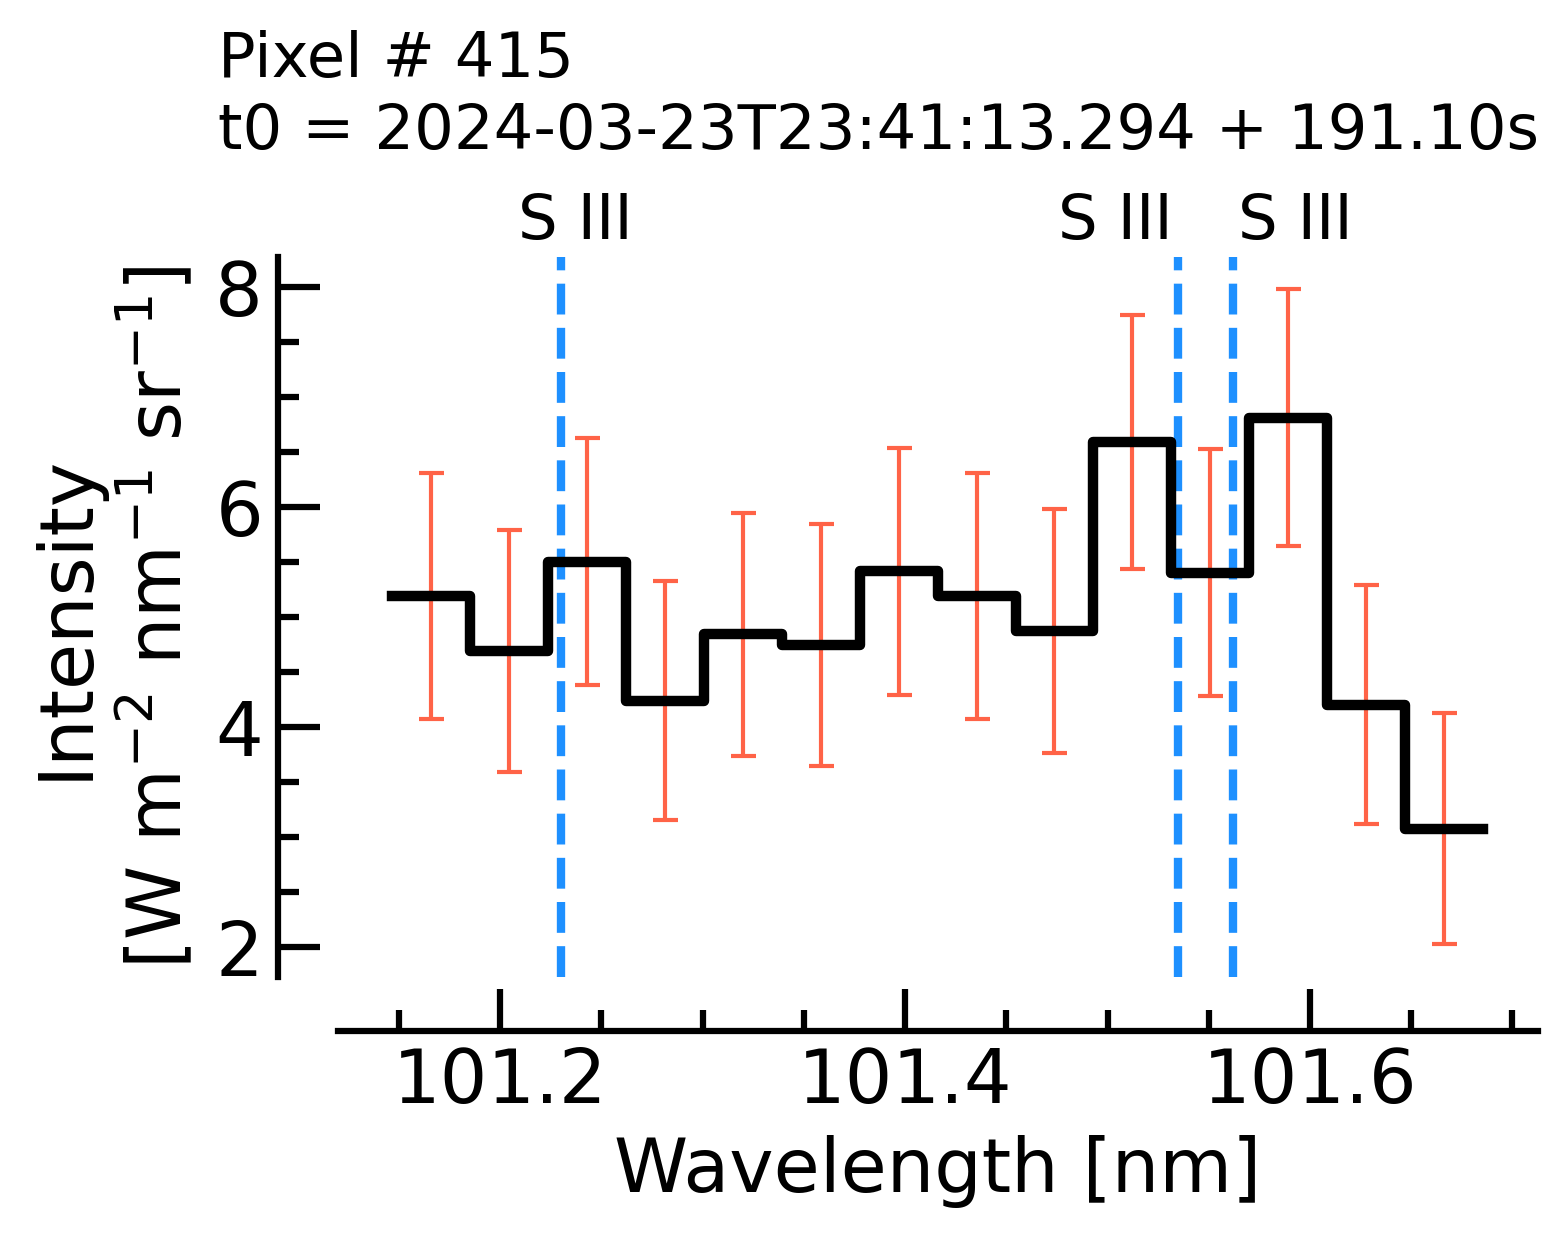 Pixel # 415
t0 = 2024-03-23T23:41:13.294 + 191.10s
S III S III S III
Intensity
[W m⁻² nm⁻¹ sr⁻¹]
8
6
4
2
101.2 101.4 101.6
Wavelength [nm]